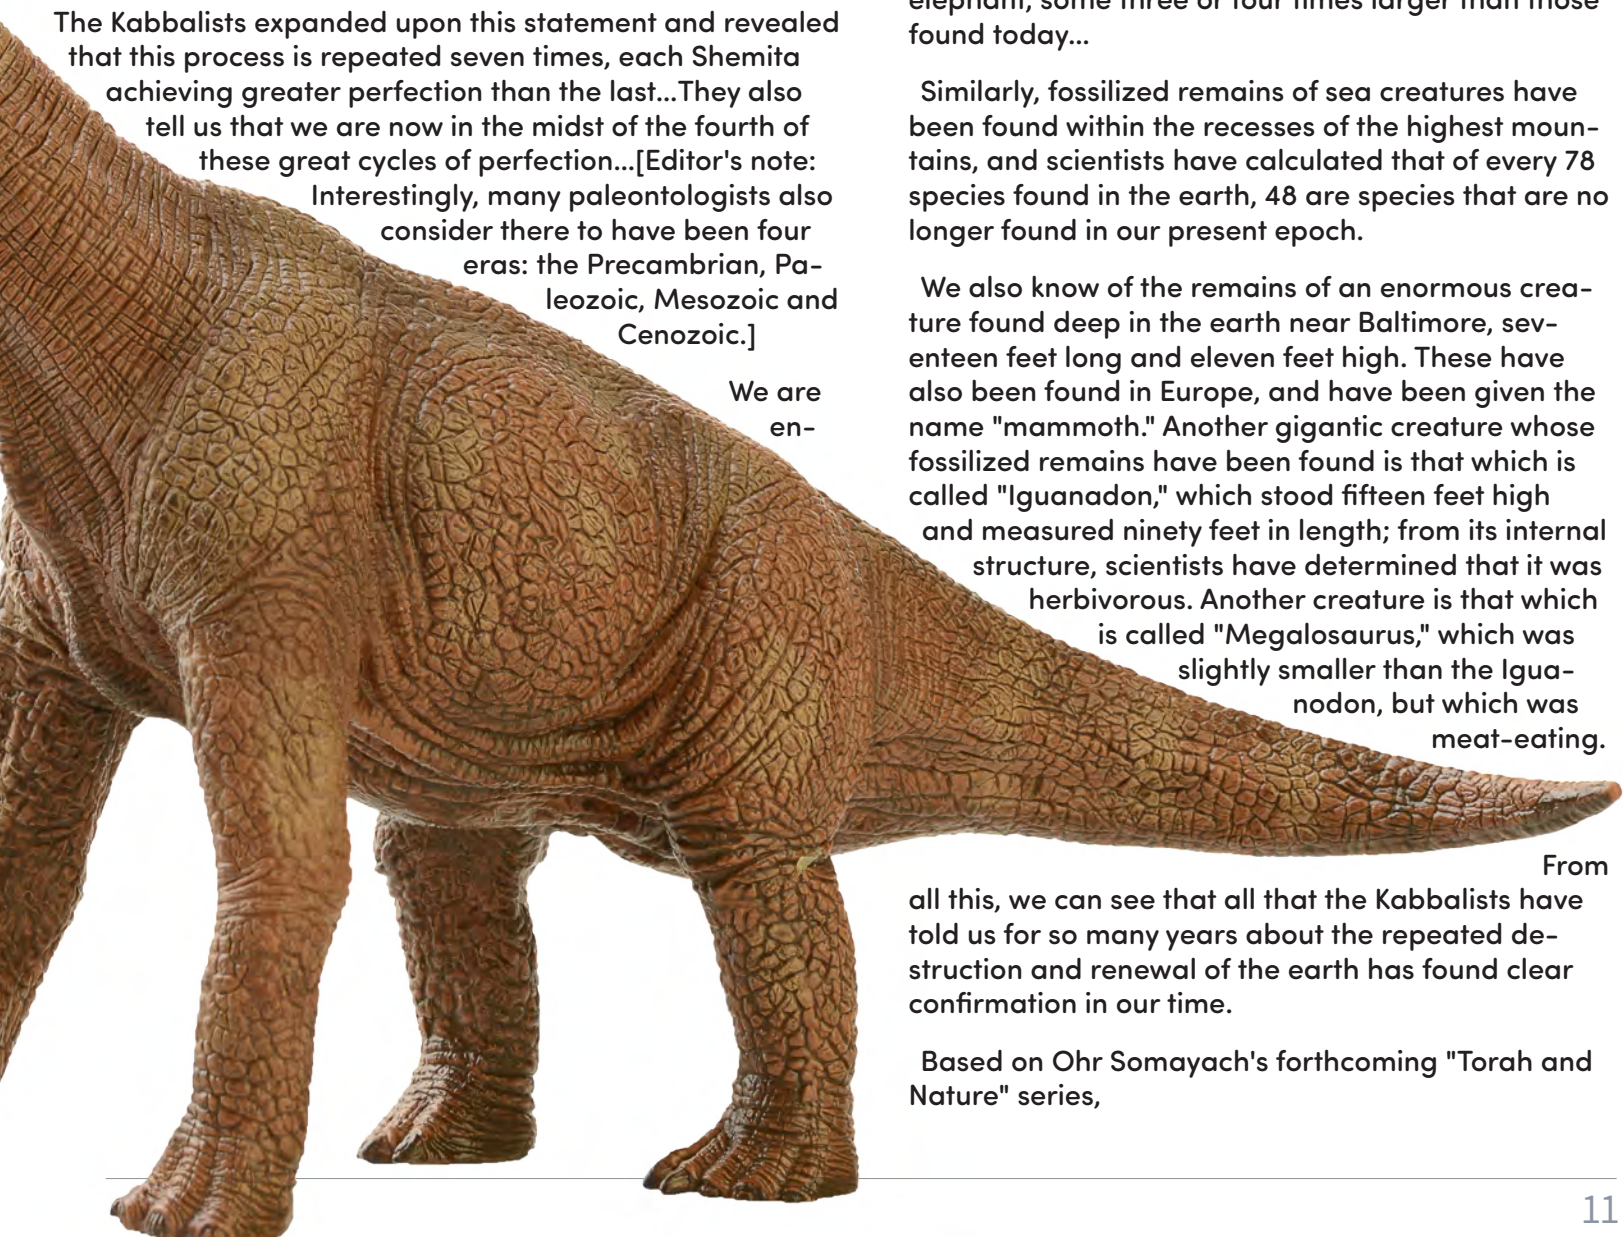 The Kabbalists expanded upon this statement and revealed
that this process is repeated seven times, each Shemita
achieving greater perfection than the last...They also
tell us that we are now in the midst of the fourth of
these great cycles of perfection...[Editor's note:
Interestingly, many paleontologists also
consider there to have been four
eras: the Precambrian, Pa-
leozoic, Mesozoic and
Cenozoic.]
We are
en-
elephant, some three or four times larger than those
found today...
Similarly, fossilized remains of sea creatures have
been found within the recesses of the highest moun-
tains, and scientists have calculated that of every 78
species found in the earth, 48 are species that are no
longer found in our present epoch.
We also know of the remains of an enormous crea-
ture found deep in the earth near Baltimore, sev-
enteen feet long and eleven feet high. These have
also been found in Europe, and have been given the
name "mammoth." Another gigantic creature whose
fossilized remains have been found is that which is
called "Iguanadon," which stood fifteen feet high
and measured ninety feet in length; from its internal
structure, scientists have determined that it was
herbivorous. Another creature is that which
is called "Megalosaurus," which was
slightly smaller than the Igua-
nodon, but which was
meat-eating.
From
all this, we can see that all that the Kabbalists have
told us for so many years about the repeated de-
struction and renewal of the earth has found clear
confirmation in our time.
Based on Ohr Somayach's forthcoming "Torah and
Nature" series,
11